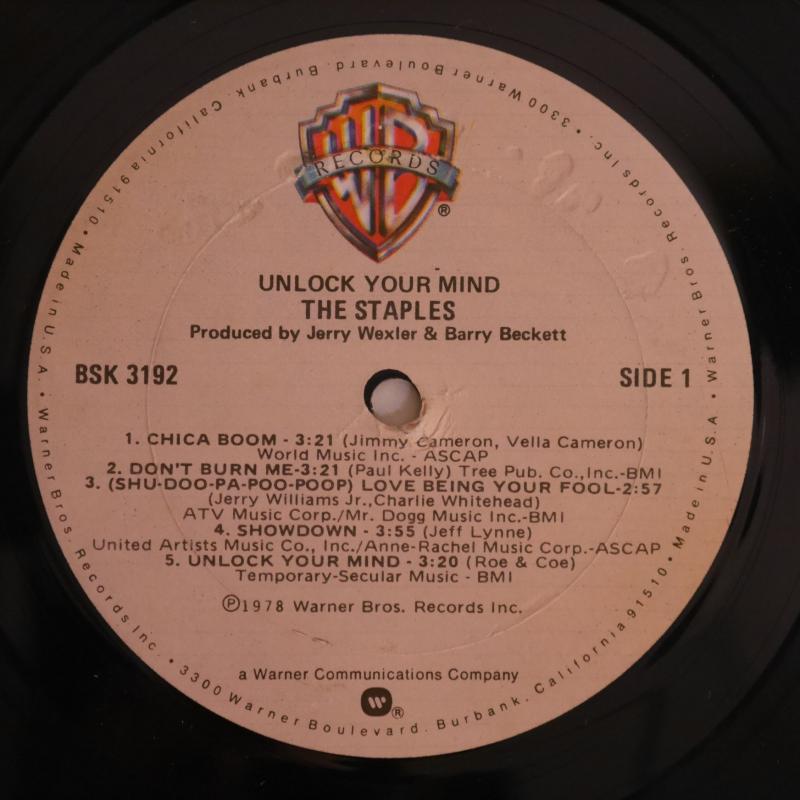 WB
RECORDS
®
UNLOCK YOUR MIND
THE STAPLES
Produced by Jerry Wexler & Barry Beckett
BSK 3192
SIDE 1
1. CHICA BOOM - 3:21 (Jimmy Cameron, Vella Cameron)
World Music Inc. - ASCAP
2. DON'T BURN ME-3:21 (Paul Kelly) Tree Pub. Co.,Inc.-BMI
3. (SHU-DOO-PA-POO-POOP) LOVE BEING YOUR FOOL-2:57
(Jerry Williams Jr.,Charlie Whitehead)
ATV Music Corp./Mr. Dogg Music Inc.-BMI
4. SHOWDOWN - 3:55 (Jeff Lynne)
United Artists Music Co., Inc./Anne-Rachel Music Corp.-ASCAP
5. UNLOCK YOUR MIND - 3:20 (Roe & Coe)
Temporary-Secular Music - BMI
Ⓟ1978 Warner Bros. Records Inc.
a Warner Communications Company
®
Warner Bros. Records Inc. • 3300 Warner Boulevard. Burbank. California 91510 • Made in U.S.A. •
Warner Bros. Records Inc. • 3300 Warner Boulevard. Burbank. California 91510 • Made in U.S.A •